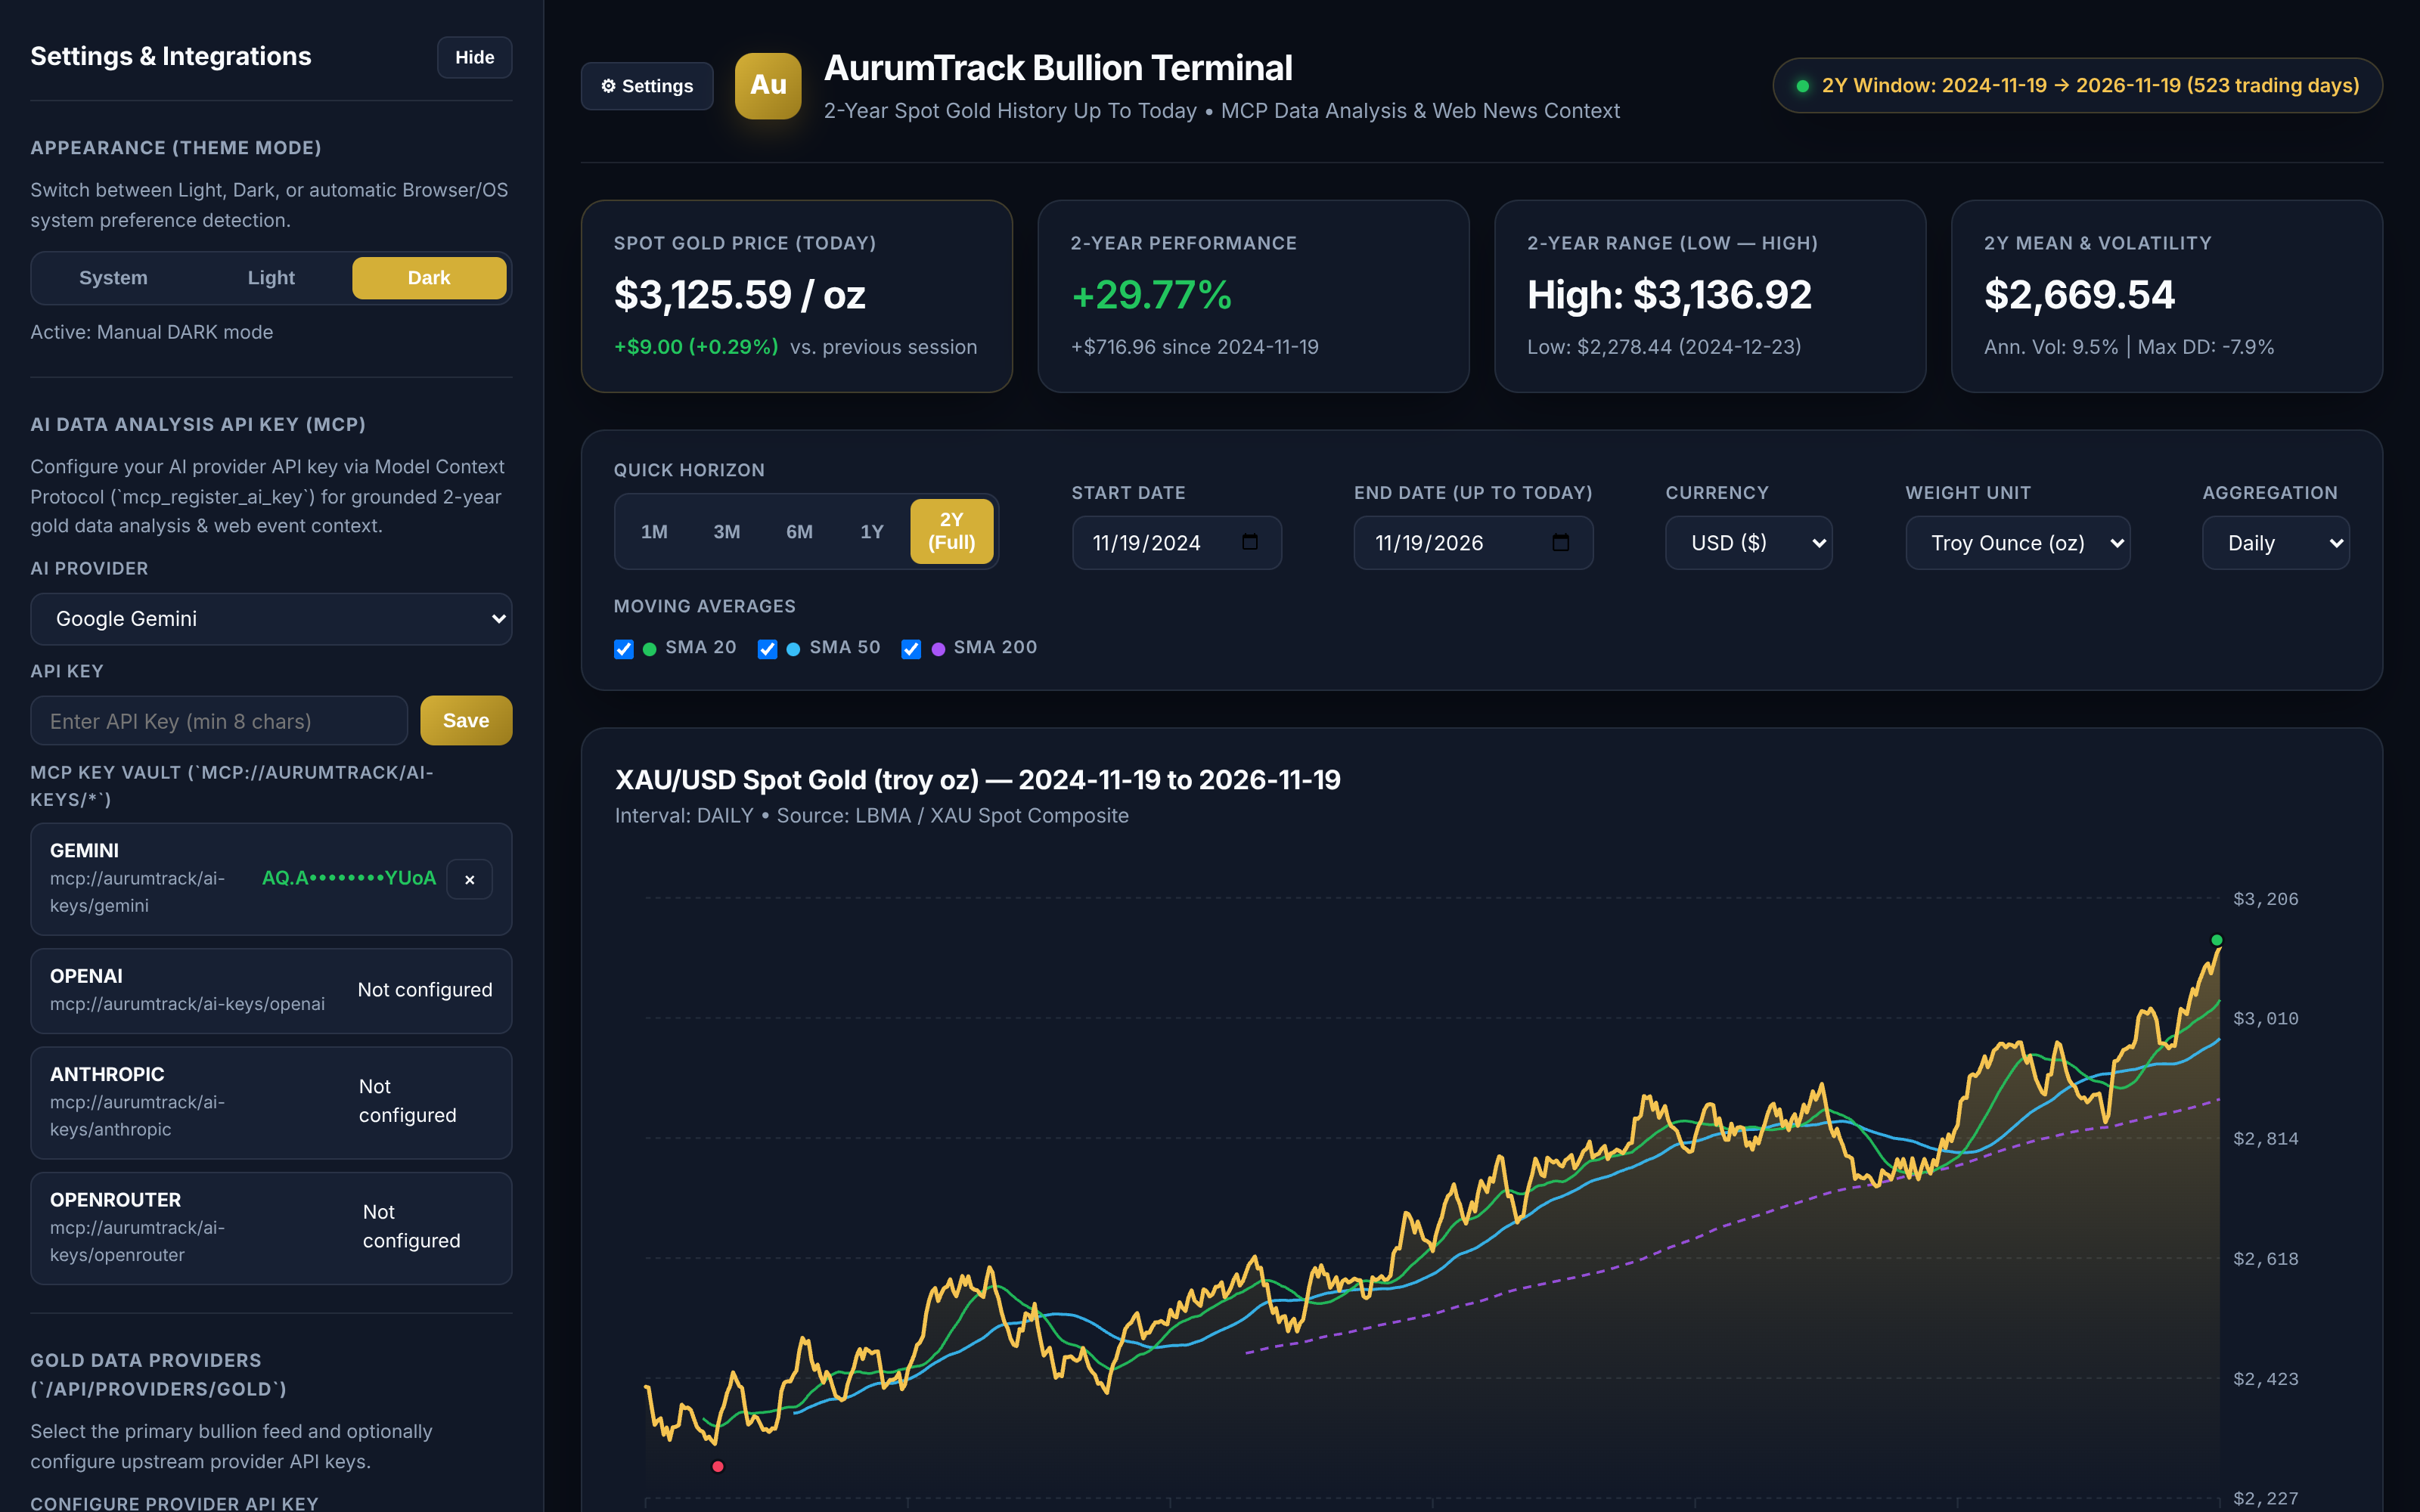 Settings & Integrations
Hide
APPEARANCE (THEME MODE)
Switch between Light, Dark, or automatic Browser/OS
system preference detection.
System
Light
Dark
Active: Manual DARK mode
AI DATA ANALYSIS API KEY (MCP)
Configure your AI provider API key via Model Context
Protocol (`mcp_register_ai_key`) for grounded 2-year
gold data analysis & web event context.
AI PROVIDER
Google Gemini
API KEY
Enter API Key (min 8 chars)
Save
MCP KEY VAULT (`MCP://AURUMTRACK/AI-
KEYS/*`)
GEMINI
mcp://aurumtrack/ai-
keys/gemini
AQ.A••••••••YUoA
×
OPENAI
mcp://aurumtrack/ai-keys/openai
Not configured
ANTHROPIC
mcp://aurumtrack/ai-
keys/anthropic
Not
configured
OPENROUTER
mcp://aurumtrack/ai-
keys/openrouter
Not
configured
GOLD DATA PROVIDERS
(`/API/PROVIDERS/GOLD`)
Select the primary bullion feed and optionally
configure upstream provider API keys.
CONFIGURE PROVIDER API KEY
⚙ Settings
Au
AurumTrack Bullion Terminal
2-Year Spot Gold History Up To Today • MCP Data Analysis & Web News Context
2Y Window: 2024-11-19 → 2026-11-19 (523 trading days)
SPOT GOLD PRICE (TODAY)
$3,125.59 / oz
+$9.00 (+0.29%) vs. previous session
2-YEAR PERFORMANCE
+29.77%
+$716.96 since 2024-11-19
2-YEAR RANGE (LOW — HIGH)
High: $3,136.92
Low: $2,278.44 (2024-12-23)
2Y MEAN & VOLATILITY
$2,669.54
Ann. Vol: 9.5% | Max DD: -7.9%
QUICK HORIZON
1M
3M
6M
1Y
2Y
(Full)
START DATE
11/19/2024
END DATE (UP TO TODAY)
11/19/2026
CURRENCY
USD ($)
WEIGHT UNIT
Troy Ounce (oz)
AGGREGATION
Daily
MOVING AVERAGES
SMA 20
SMA 50
SMA 200
XAU/USD Spot Gold (troy oz) — 2024-11-19 to 2026-11-19
Interval: DAILY • Source: LBMA / XAU Spot Composite
$3,206
$3,010
$2,814
$2,618
$2,423
$2,227